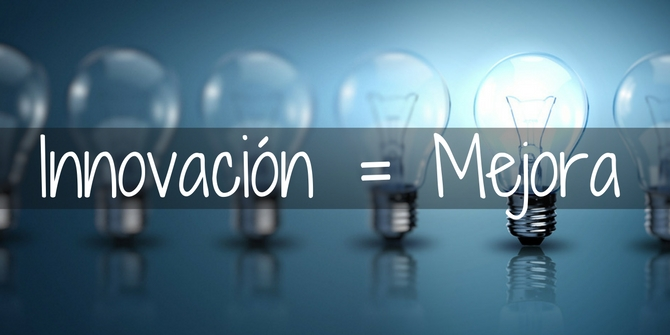 Innovación = Mejora